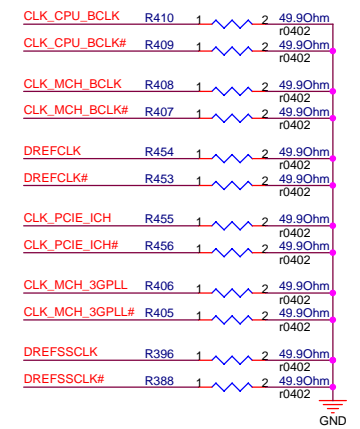 CLK_CPU_BCLK R410 1 2 49.9Ohm
r0402
CLK_CPU_BCLK# R409 1 2 49.9Ohm
r0402
CLK_MCH_BCLK R408 1 2 49.9Ohm
r0402
CLK_MCH_BCLK# R407 1 2 49.9Ohm
r0402
DREFCLK R454 1 2 49.9Ohm
r0402
DREFCLK# R453 1 2 49.9Ohm
r0402
CLK_PCIE_ICH R455 1 2 49.9Ohm
r0402
CLK_PCIE_ICH# R456 1 2 49.9Ohm
r0402
CLK_MCH_3GPLL R406 1 2 49.9Ohm
r0402
CLK_MCH_3GPLL# R405 1 2 49.9Ohm
r0402
DREFSSCLK R396 1 2 49.9Ohm
r0402
DREFSSCLK# R388 1 2 49.9Ohm
r0402
GND